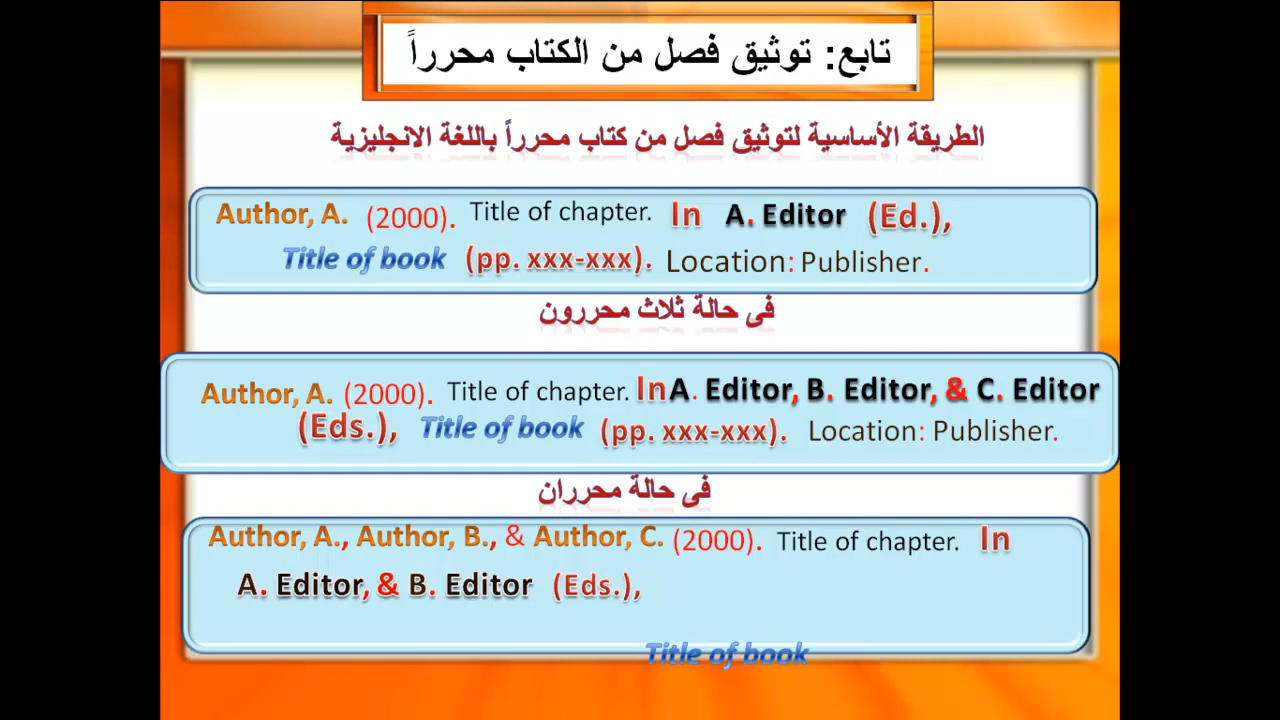 تابع: توثيق فصل من الكتاب محرراً
الطريقة الأساسية لتوثيق فصل من كتاب محرراً باللغة الانجليزية
Author, A. (2000). Title of chapter. In A. Editor (Ed.),
Title of book (pp. xxx-xxx). Location: Publisher.
فى حالة ثلاث محررون
Author, A. (2000). Title of chapter. In A. Editor, B. Editor, & C. Editor
(Eds.), Title of book (pp. xxx-xxx). Location: Publisher.
فى حالة محرران
Author, A., Author, B., & Author, C. (2000). Title of chapter. In
A. Editor, & B. Editor (Eds.),
Title of book